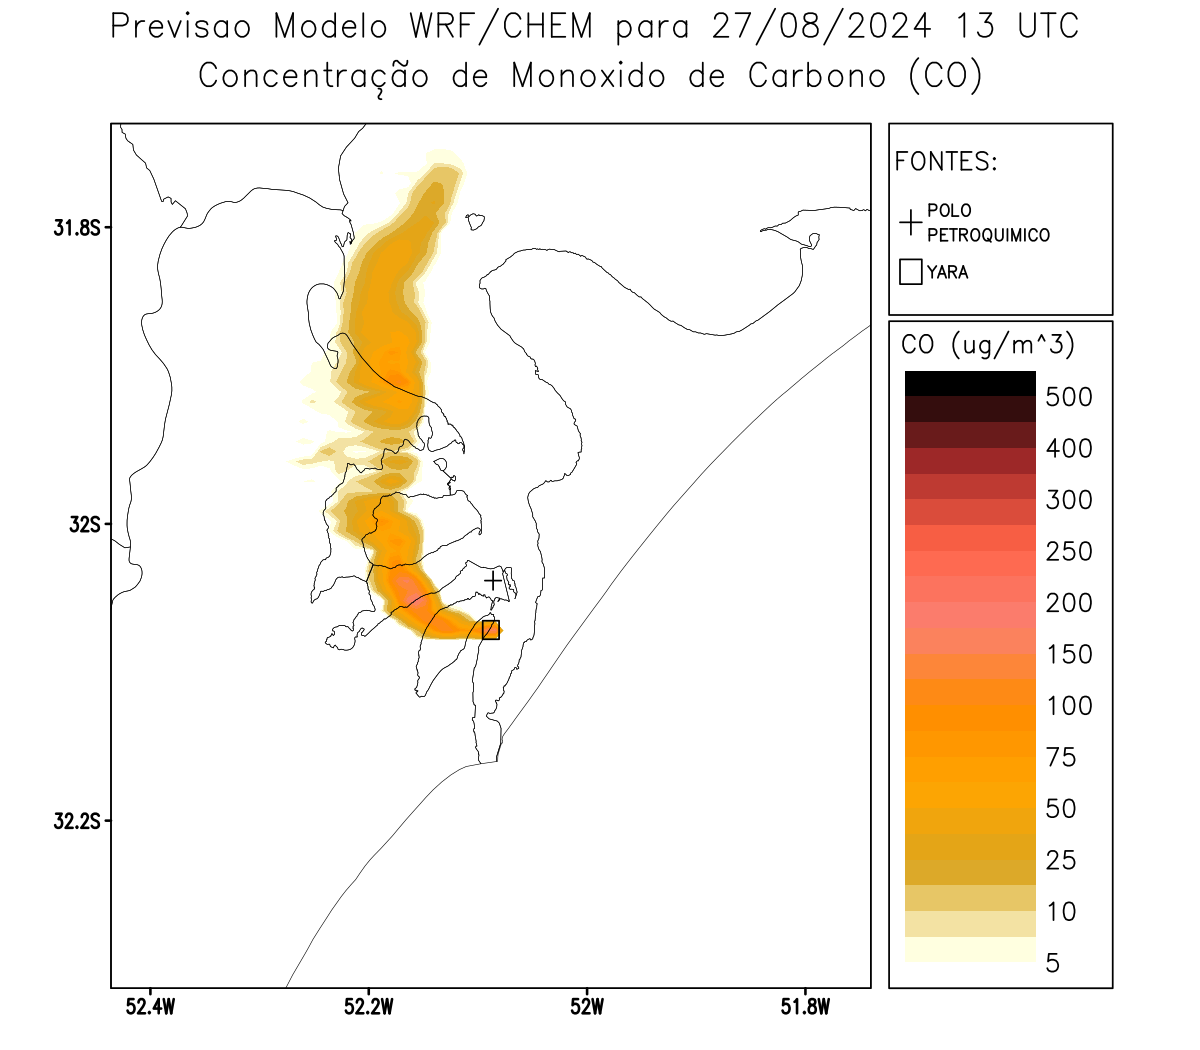 Previsao Modelo WRF/CHEM para 27/08/2024 13 UTC
Concentração de Monoxido de Carbono (CO)
FONTES:
POLO
PETROQUIMICO
YARA
CO (ug/m^3)
500
400
300
250
200
150
100
75
50
25
10
5
31.8S
32S
32.2S
52.4W
52.2W
52W
51.8W